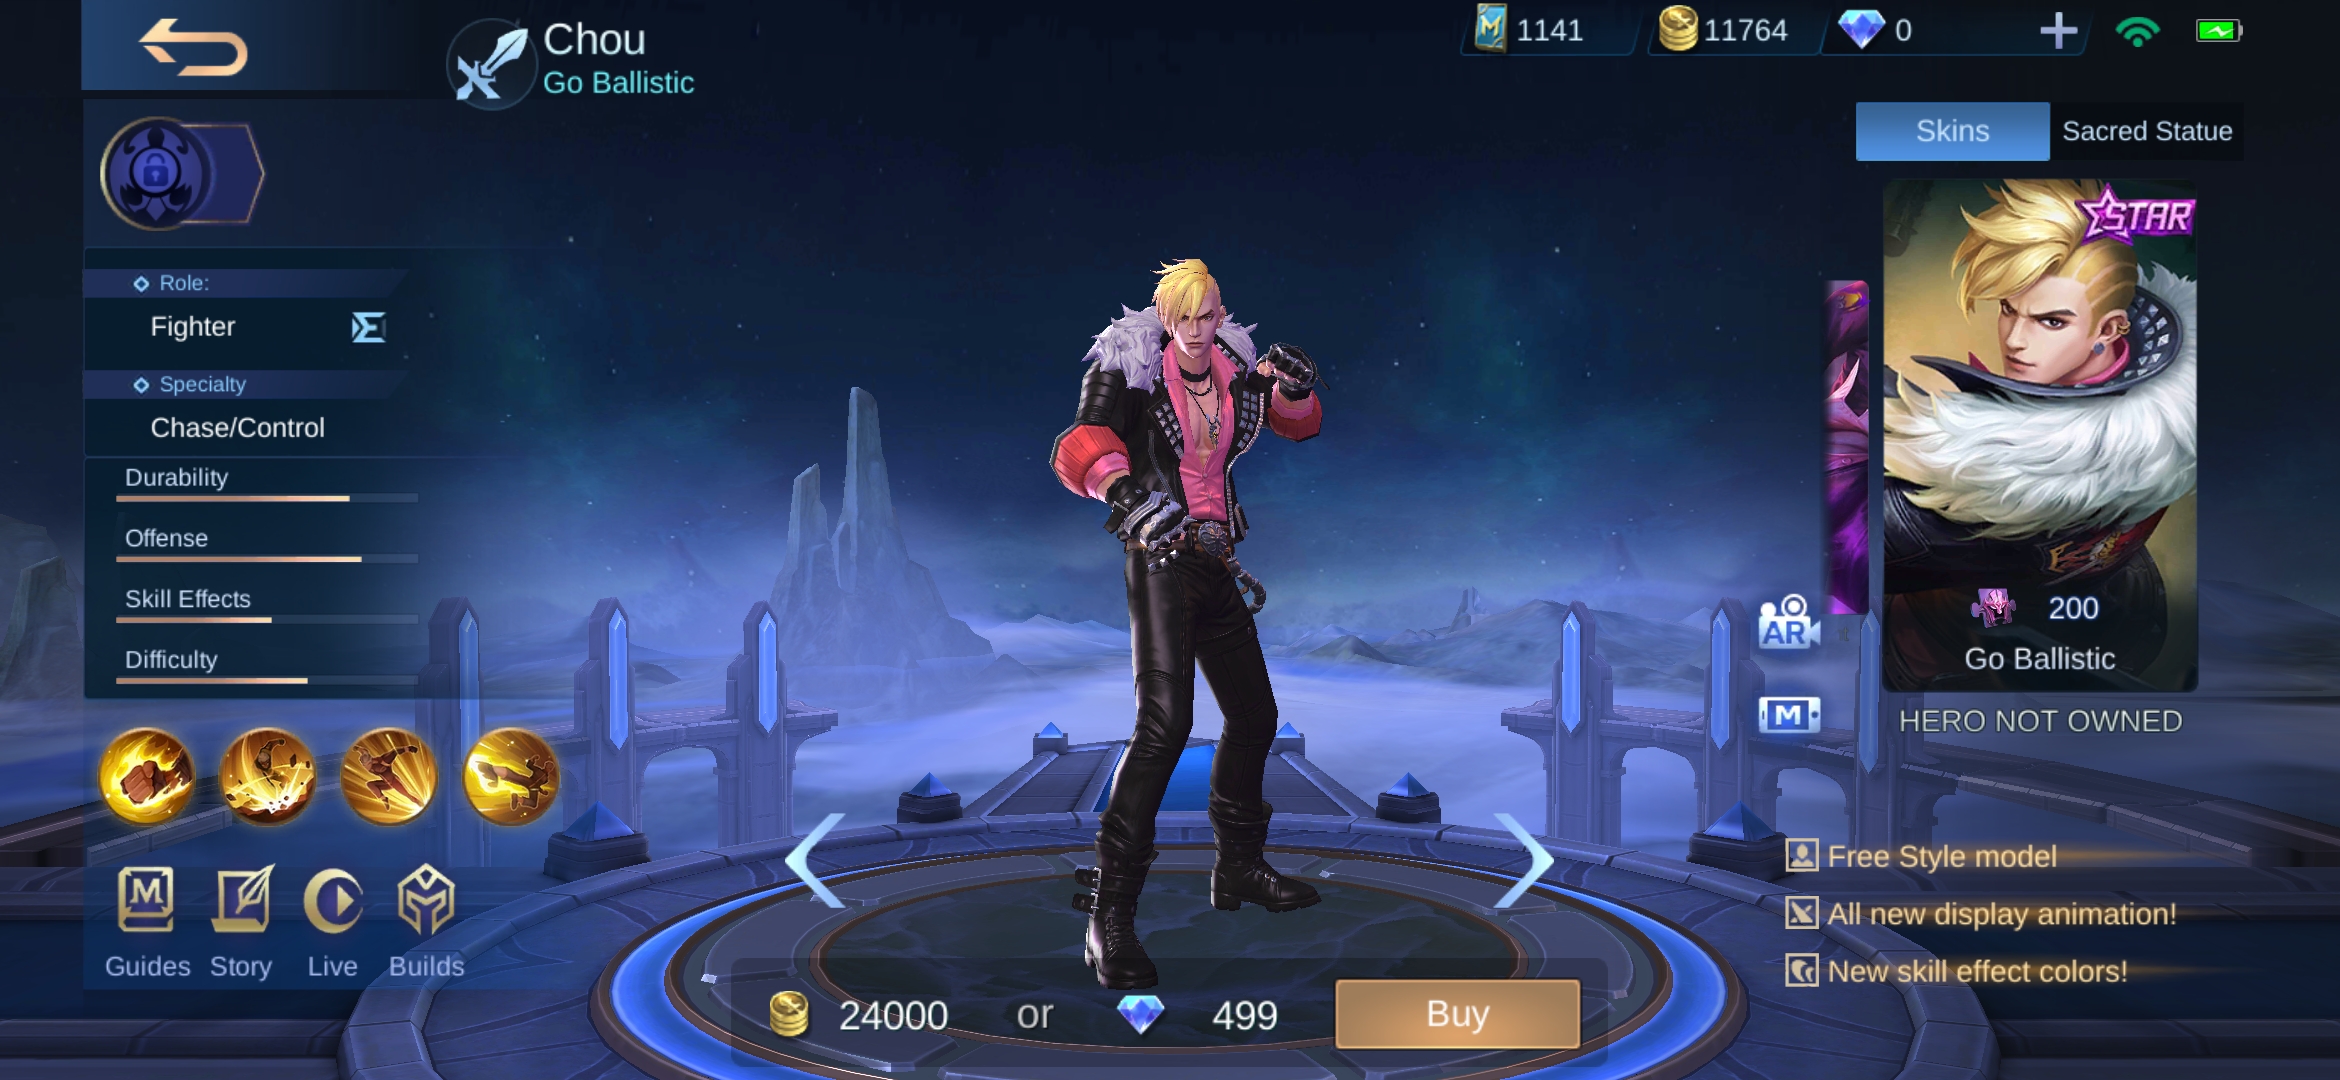 Chou
Go Ballistic
1141
11764
0
Skins
Sacred Statue
STAR
Role:
Fighter
Specialty
Chase/Control
Durability
Offense
Skill Effects
Difficulty
AR
M
200
Go Ballistic
HERO NOT OWNED
M
Guides
Story
Live
Builds
Free Style model
All new display animation!
New skill effect colors!
24000 or 499
Buy